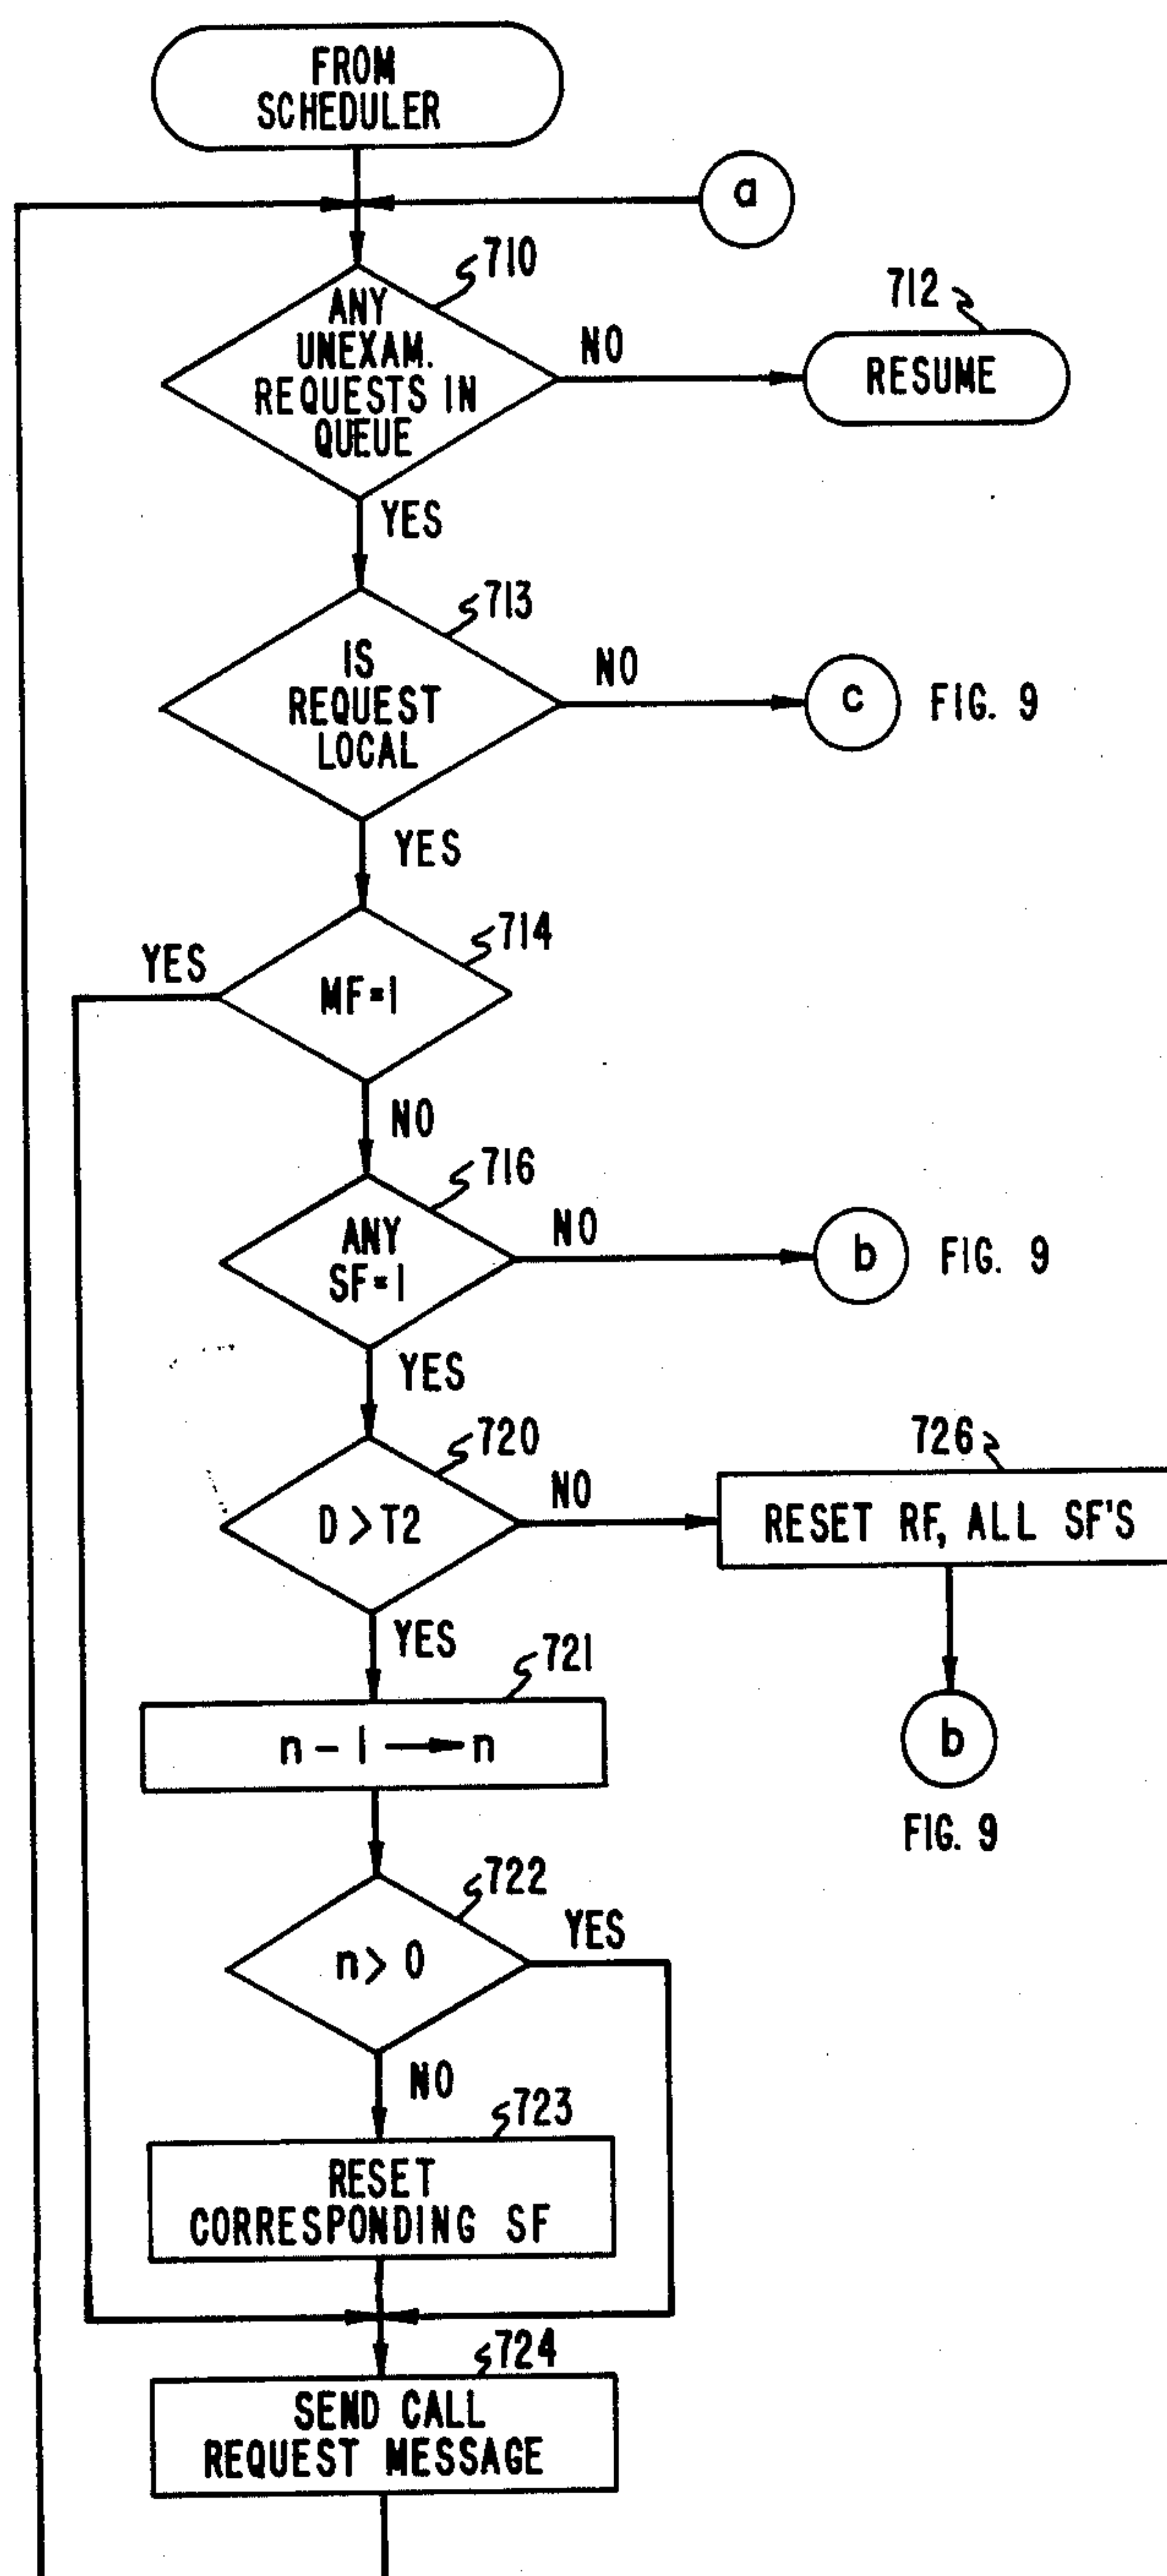 FROM
SCHEDULER
a
710
ANY
UNEXAM.
REQUESTS IN
QUEUE
NO
712
RESUME
YES
713
IS
REQUEST
LOCAL
NO
c FIG. 9
YES
714
YES
MF=1
NO
716
ANY
SF=1
NO
b FIG. 9
YES
720
D > T2
NO
726
RESET RF, ALL SF'S
b
FIG. 9
YES
721
n - 1 → n
722
n > 0
YES
NO
723
RESET
CORRESPONDING SF
724
SEND CALL
REQUEST MESSAGE